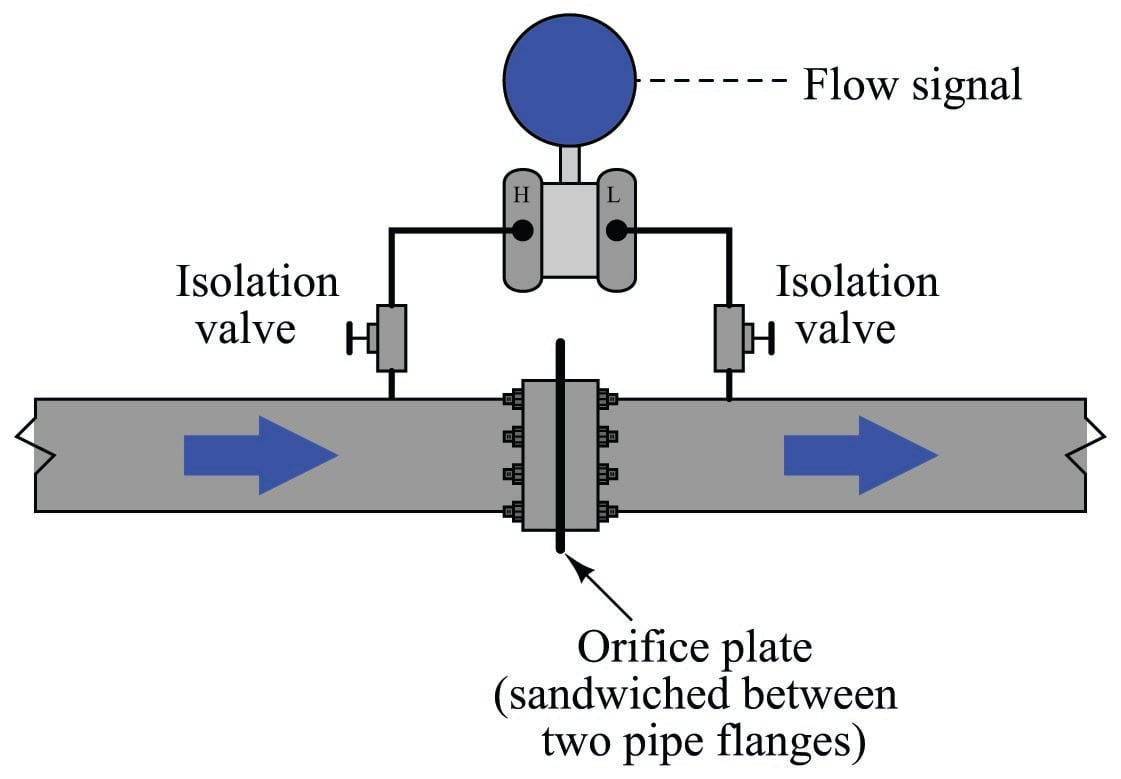 Flow signal
H
L
Isolation
valve
Isolation
valve
Orifice plate
(sandwiched between
two pipe flanges)